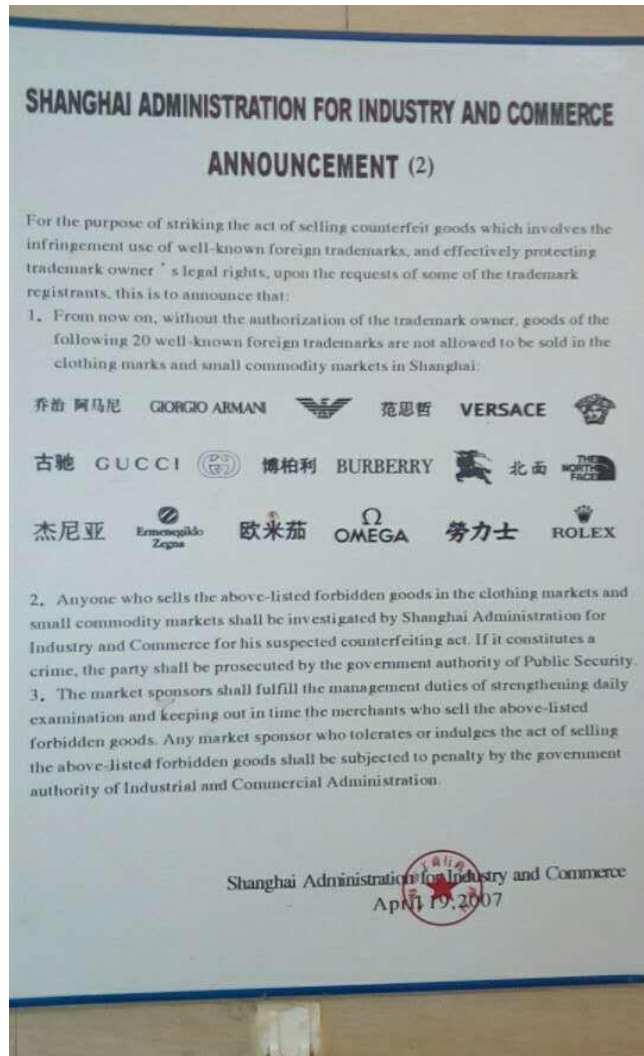 SHANGHAI ADMINISTRATION FOR INDUSTRY AND COMMERCE
ANNOUNCEMENT (2)
For the purpose of striking the act of selling counterfeit goods which involves the
infringement use of well-known foreign trademarks, and effectively protecting
trademark owner ' s legal rights, upon the requests of some of the trademark
registrants, this is to announce that:
1. From now on, without the authorization of the trademark owner, goods of the
following 20 well-known foreign trademarks are not allowed to be sold in the
clothing marks and small commodity markets in Shanghai:
乔治 阿马尼 GIORGIO ARMANI 范思哲 VERSACE
古驰 GUCCI 博柏利 BURBERRY 北面 THE NORTH FACE
杰尼亚 Ermenegildo Zegna 欧米茄 Ω OMEGA 劳力士 ROLEX
2. Anyone who sells the above-listed forbidden goods in the clothing markets and
small commodity markets shall be investigated by Shanghai Administration for
Industry and Commerce for his suspected counterfeiting act. If it constitutes a
crime, the party shall be prosecuted by the government authority of Public Security.
3. The market sponsors shall fulfill the management duties of strengthening daily
examination and keeping out in time the merchants who sell the above-listed
forbidden goods. Any market sponsor who tolerates or indulges the act of selling
the above-listed forbidden goods shall be subjected to penalty by the government
authority of Industrial and Commercial Administration.
Shanghai Administration for Industry and Commerce
April 19,2007